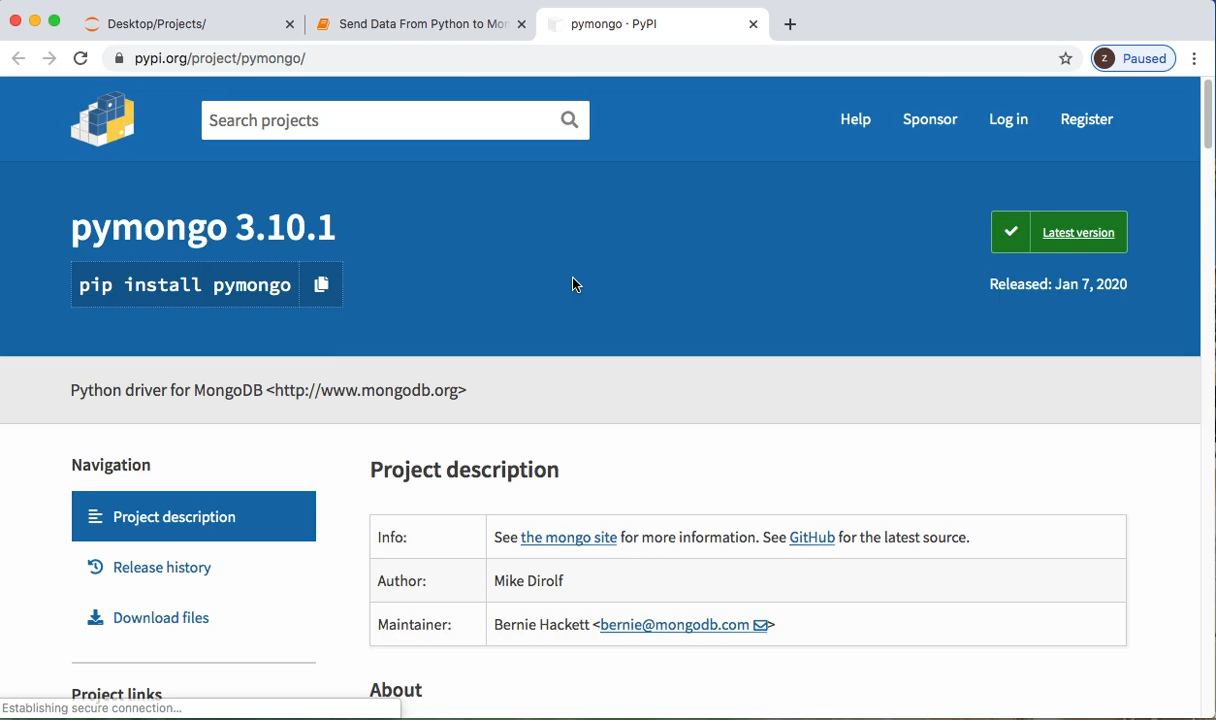 Desktop/Projects/
Send Data From Python to Mon
pymongo · PyPI
pypi.org/project/pymongo/
Z
Paused
Search projects
Help
Sponsor
Log in
Register
pymongo 3.10.1
Latest version
pip install pymongo
Released: Jan 7, 2020
Python driver for MongoDB <http://www.mongodb.org>
Navigation
Project description
Release history
Download files
Project links
Project description
Info: See the mongo site for more information. See GitHub for the latest source.
Author: Mike Dirolf
Maintainer: Bernie Hackett <bernie@mongodb.com>
About
Establishing secure connection...